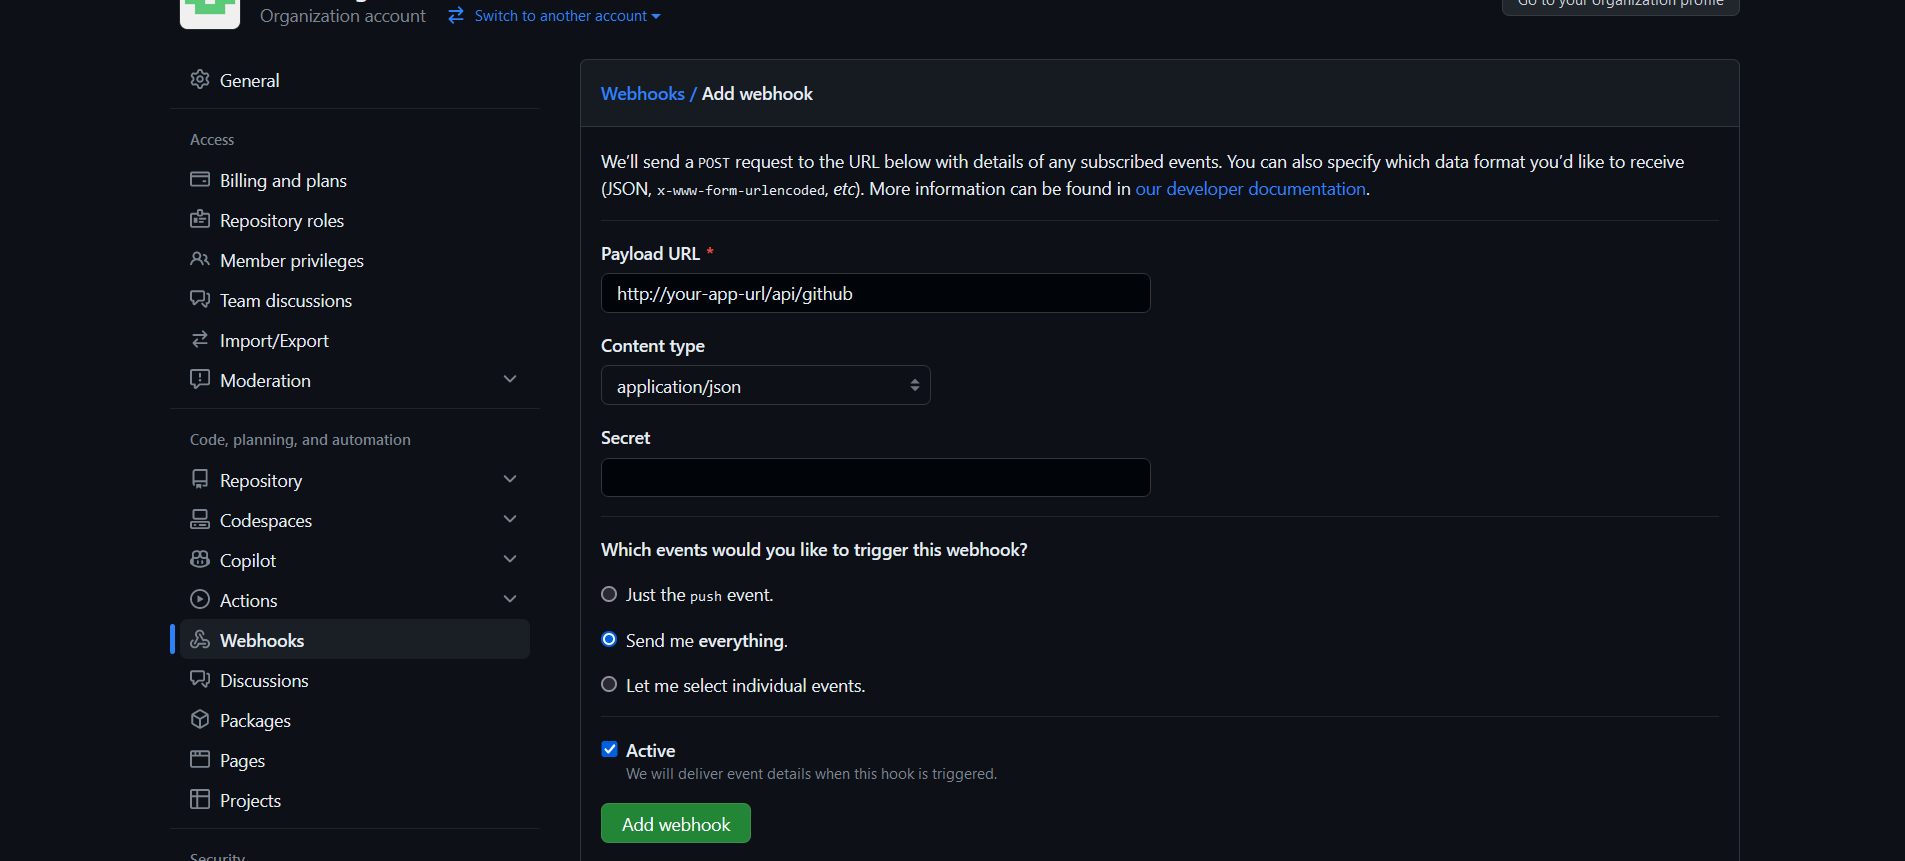 Organization account
Switch to another account
Go to your organization profile
General
Access
Billing and plans
Repository roles
Member privileges
Team discussions
Import/Export
Moderation
Code, planning, and automation
Repository
Codespaces
Copilot
Actions
Webhooks
Discussions
Packages
Pages
Projects
Security
Webhooks / Add webhook
We’ll send a POST request to the URL below with details of any subscribed events. You can also specify which data format you’d like to receive
(JSON, x-www-form-urlencoded, etc). More information can be found in our developer documentation.
Payload URL *
http://your-app-url/api/github
Content type
application/json
Secret
Which events would you like to trigger this webhook?
Just the push event.
Send me everything.
Let me select individual events.
Active
We will deliver event details when this hook is triggered.
Add webhook